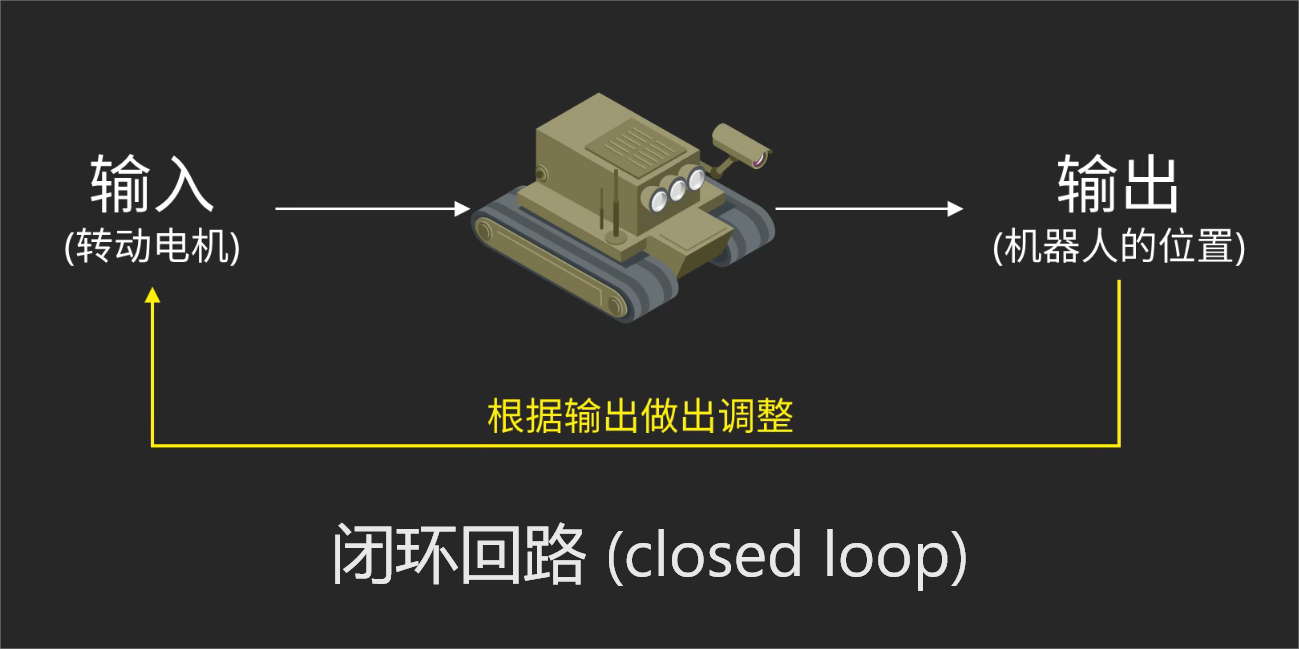 输入
(转动电机)
输出
(机器人的位置)
根据输出做出调整
闭环回路 (closed loop)